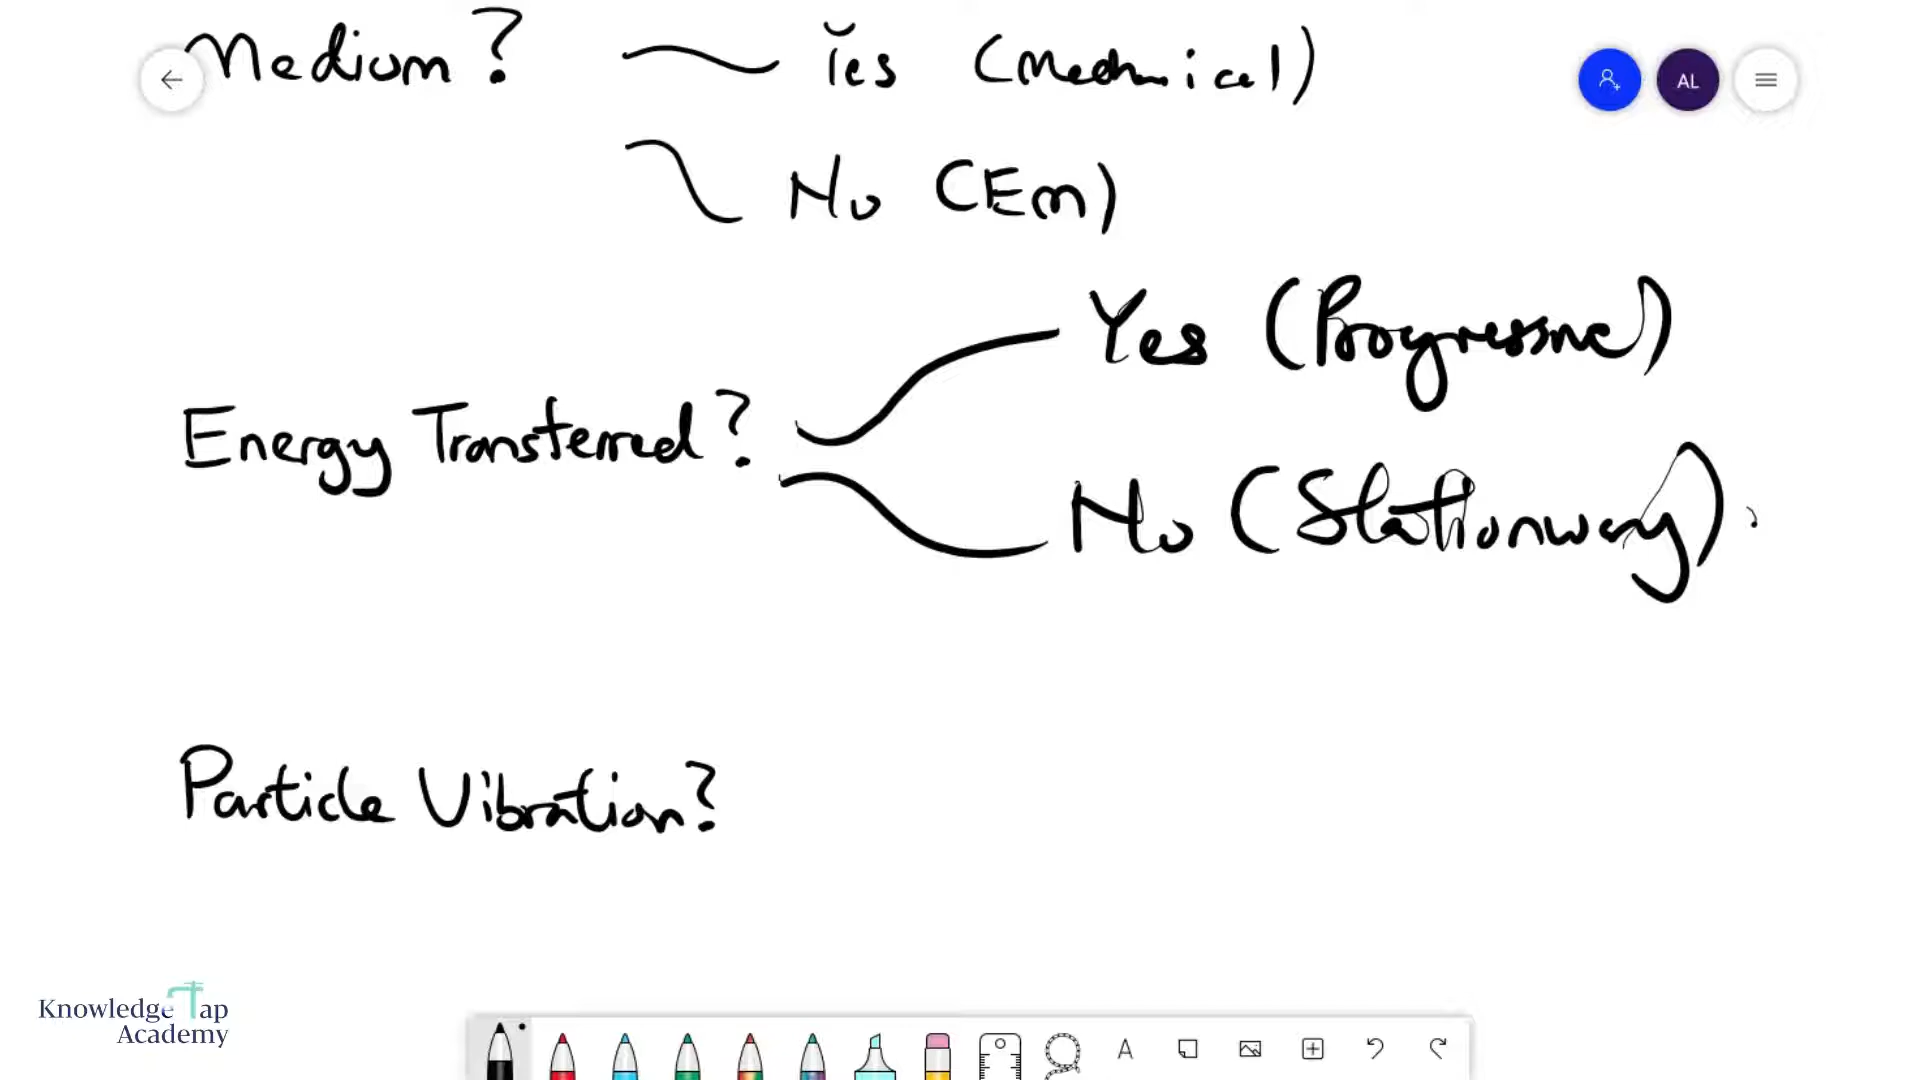 Medium? Yes (Mechanical)
No (Em)
Yes (Progressive)
Energy Transferred?
No (Stationary)
Particle Vibration?
AL
Knowledge Tap
Academy
A